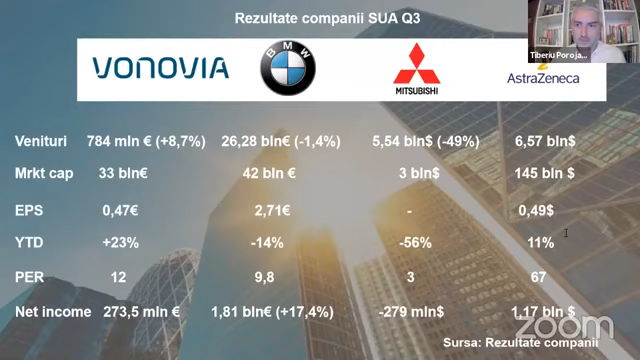 Rezultate companii SUA Q3
Tiberiu Poroja...
VONOVIA
BMW
MITSUBISHI
AstraZeneca
Venituri 784 mln € (+8,7%) 26,28 bln€ (-1,4%) 5,54 bln$ (-49%) 6,57 bln$
Mrkt cap 33 bln€ 42 bln € 3 bln$ 145 bln $
EPS 0,47€ 2,71€ - 0,49$
YTD +23% -14% -56% 11%
PER 12 9,8 3 67
Net income 273,5 mln € 1,81 bln€ (+17,4%) -279 mln$ 1,17 bln $
zoom
Sursa: Rezultate companii